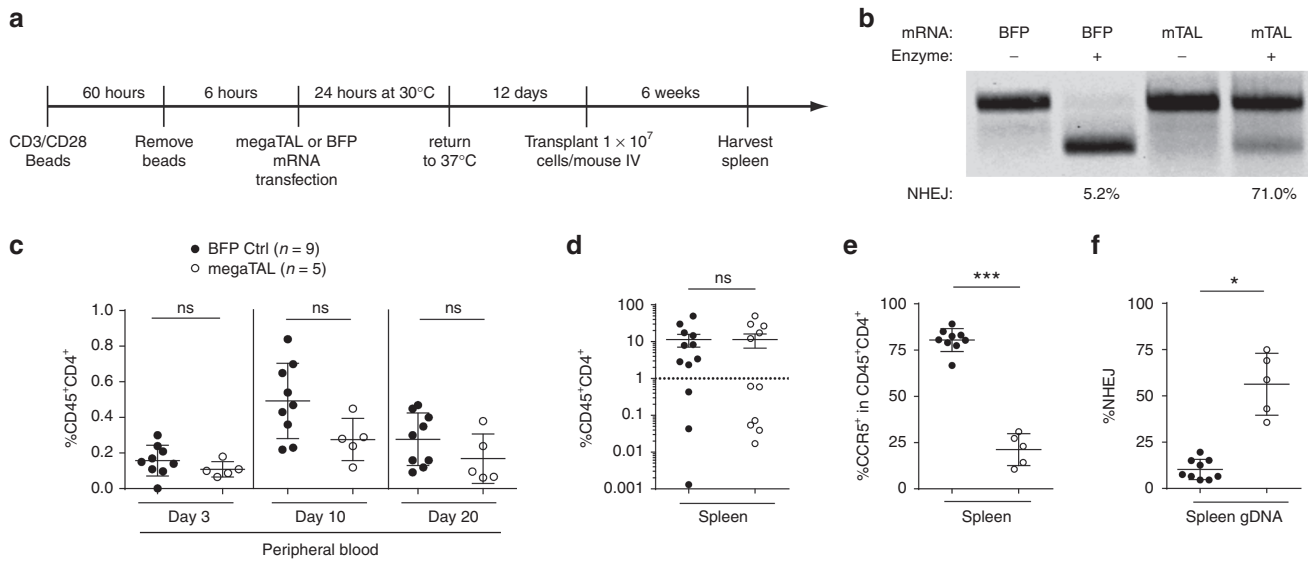 a
60 hours 6 hours 24 hours at 30°C 12 days 6 weeks
CD3/CD28 Remove megaTAL or BFP return Transplant 1 × 10⁷ Harvest
Beads beads mRNA to 37°C cells/mouse IV spleen
transfection
b
mRNA: BFP BFP mTAL mTAL
Enzyme: – + – +
NHEJ: 5.2% 71.0%
c
BFP Ctrl (n = 9)
megaTAL (n = 5)
%CD45⁺CD4⁺
1.0
0.8
0.6
0.4
0.2
0.0
ns ns ns
Day 3 Day 10 Day 20
Peripheral blood
d
%CD45⁺CD4⁺
100
10
1
0.1
0.01
0.001
ns
Spleen
e
%CCR5⁺ in CD45⁺CD4⁺
100
75
50
25
0
***
Spleen
f
%NHEJ
100
75
50
25
0
*
Spleen gDNA